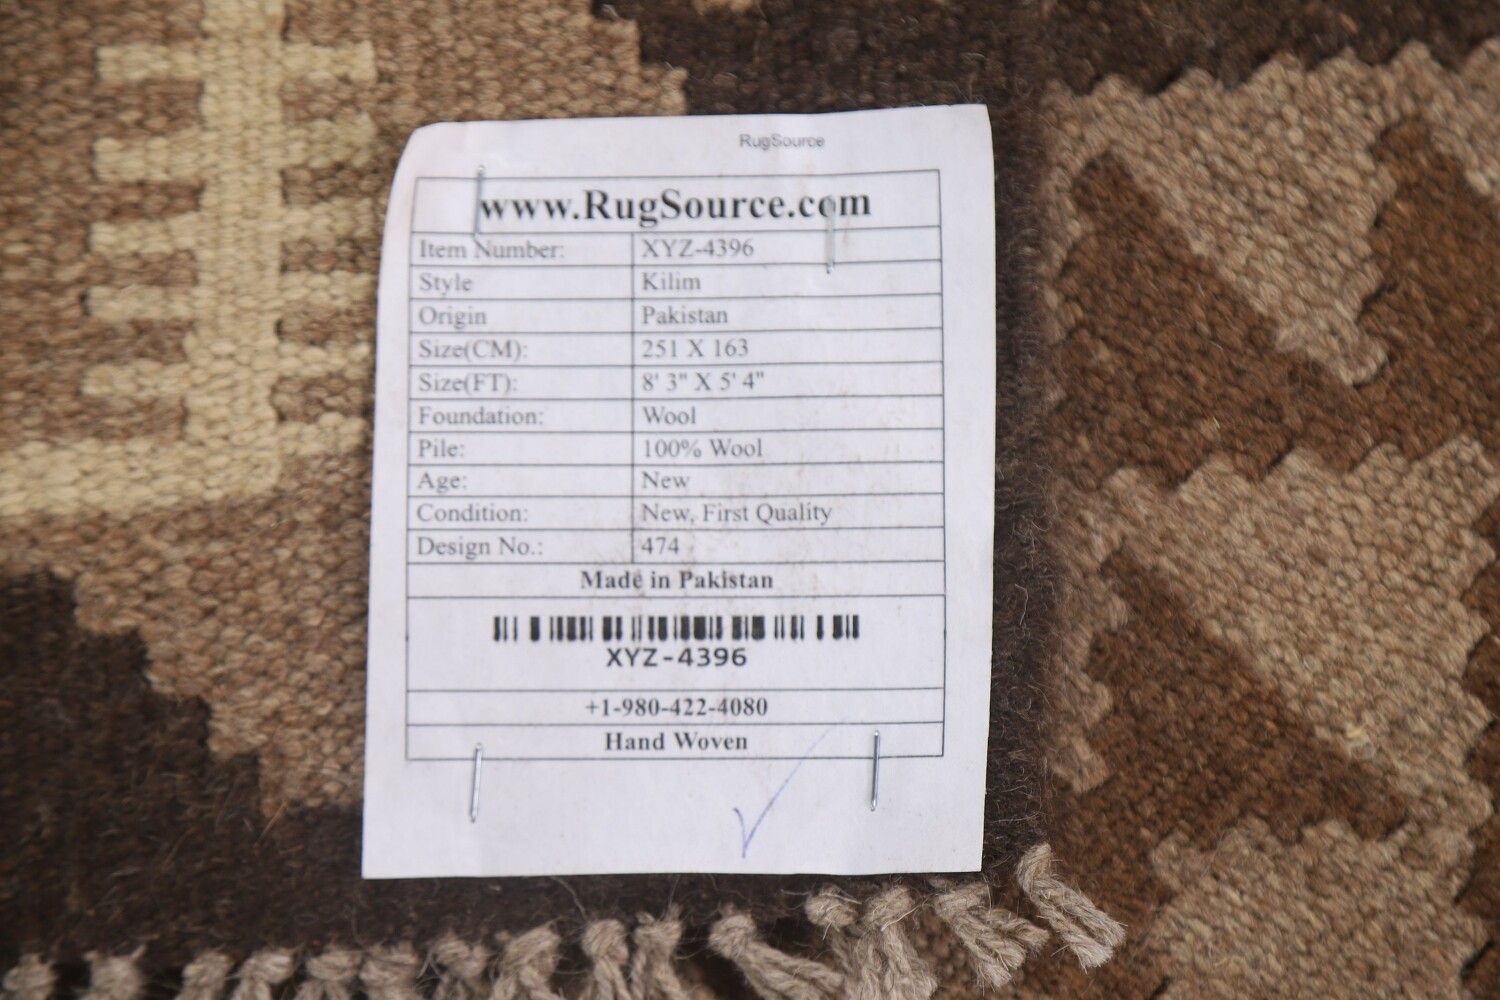 RugSource
www.RugSource.com
Item Number: XYZ-4396
Style Kilim
Origin Pakistan
Size(CM): 251 X 163
Size(FT): 8' 3" X 5' 4"
Foundation: Wool
Pile: 100% Wool
Age: New
Condition: New, First Quality
Design No.: 474
Made in Pakistan
XYZ-4396
+1-980-422-4080
Hand Woven